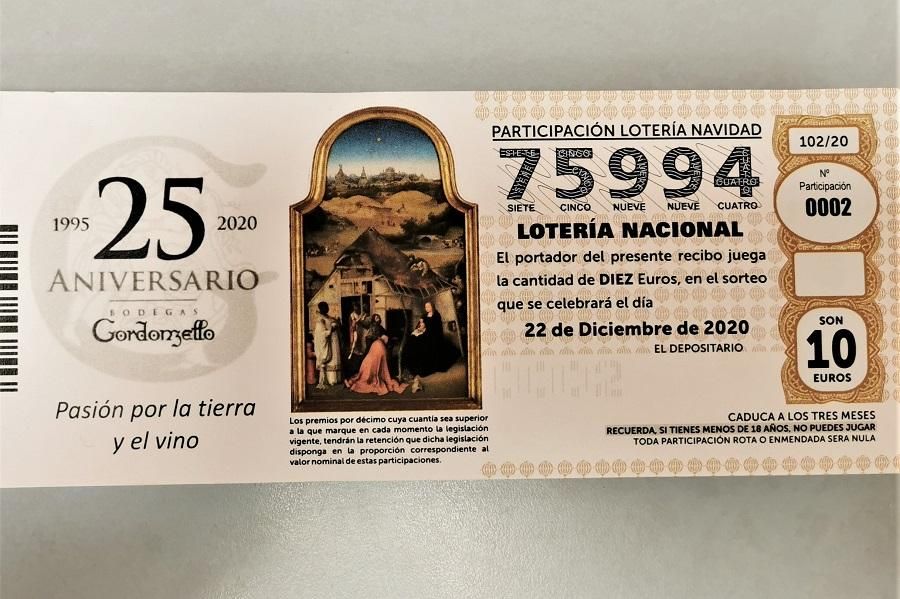 1995 25 2020
ANIVERSARIO
BODEGAS
Gordonzello
Pasión por la tierra
y el vino
Los premios por décimo cuya cuantía sea superior
a la que marque en cada momento la legislación
vigente, tendrán la retención que dicha legislación
disponga en la proporción correspondiente al
valor nominal de estas participaciones.
PARTICIPACIÓN LOTERÍA NAVIDAD
75994
SIETE CINCO NUEVE NUEVE CUATRO
LOTERÍA NACIONAL
El portador del presente recibo juega
la cantidad de DIEZ Euros, en el sorteo
que se celebrará el día
22 de Diciembre de 2020
EL DEPOSITARIO
CADUCA A LOS TRES MESES
RECUERDA, SI TIENES MENOS DE 18 AÑOS, NO PUEDES JUGAR
TODA PARTICIPACIÓN ROTA O ENMENDADA SERA NULA
102/20
Nº
Participación
0002
SON
10
EUROS